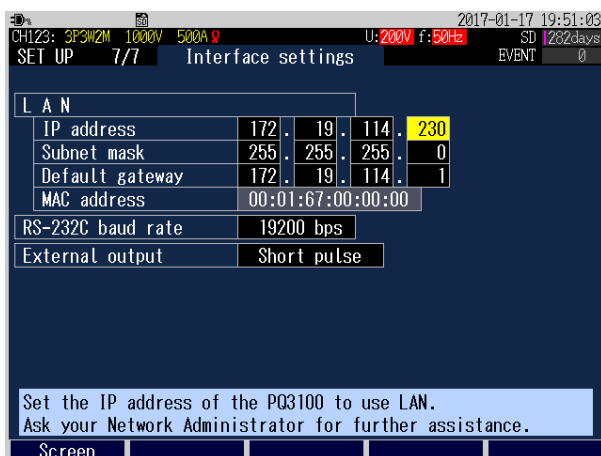 2017-01-17 19:51:03
CH123: 3P3W2M 1000V 500A U:200V f:50Hz SD 282days
SET UP 7/7 Interface settings EVENT 0
LAN
IP address 172 . 19 . 114 . 230
Subnet mask 255 . 255 . 255 . 0
Default gateway 172 . 19 . 114 . 1
MAC address 00:01:67:00:00:00
RS-232C baud rate 19200 bps
External output Short pulse
Set the IP address of the PQ3100 to use LAN.
Ask your Network Administrator for further assistance.
Screen